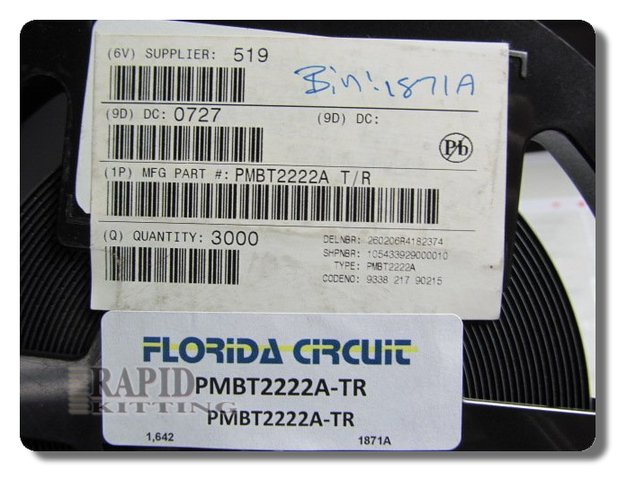 (6V) SUPPLIER: 519
Bin: 1871A
(9D) DC: 0727 (9D) DC:
Pb
(1P) MFG PART #: PMBT2222A T/R
(Q) QUANTITY: 3000
DELNBR: 260206R4182374
SHPNBR: 105433929000010
TYPE: PMBT2222A
CODENO: 9338 217 90215
FLORIDA CIRCUIT
PMBT2222A-TR
PMBT2222A-TR
1,642 1871A
RAPID
KITTING